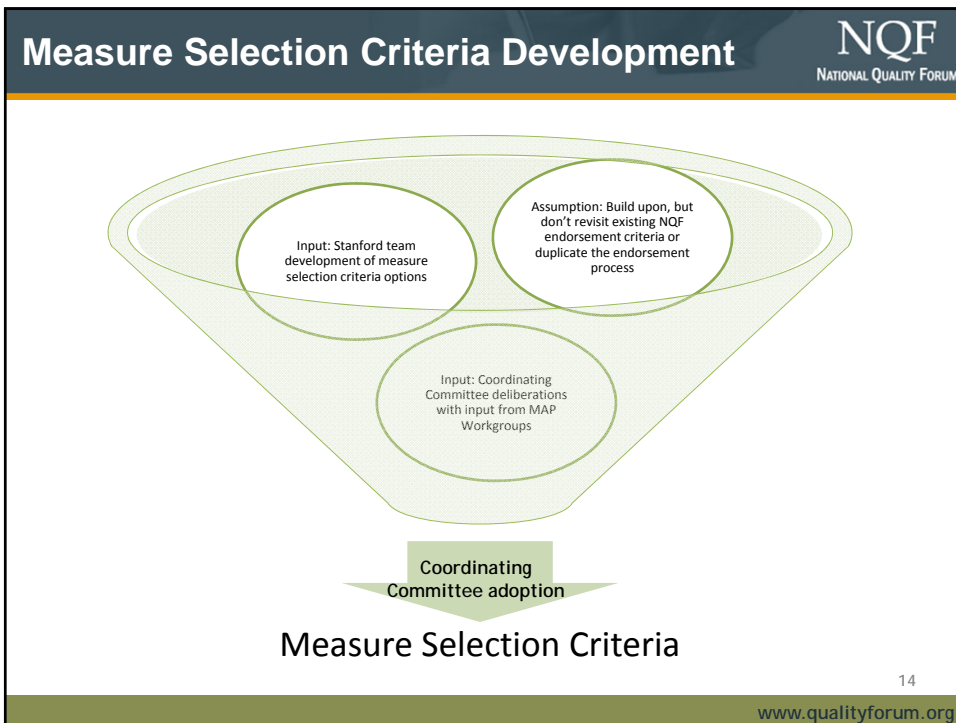 Measure Selection Criteria Development
NQF
NATIONAL QUALITY FORUM
Input: Stanford team
development of measure
selection criteria options
Assumption: Build upon, but
don't revisit existing NQF
endorsement criteria or
duplicate the endorsement
process
Input: Coordinating
Committee deliberations
with input from MAP
Workgroups
Coordinating
Committee adoption
Measure Selection Criteria
14
www.qualityforum.org